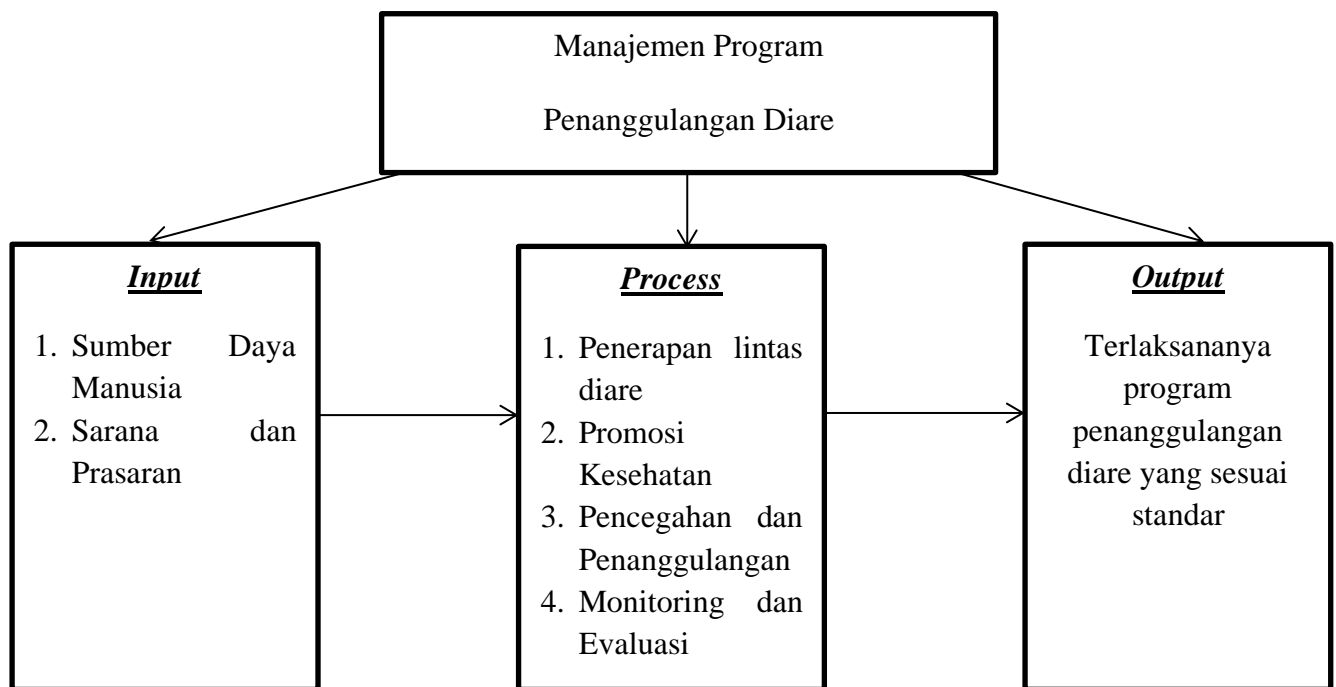 Manajemen Program
Penanggulangan Diare
Input
1. Sumber Daya
Manusia
2. Sarana dan
Prasaran
Process
1. Penerapan lintas
diare
2. Promosi
Kesehatan
3. Pencegahan dan
Penanggulangan
4. Monitoring dan
Evaluasi
Output
Terlaksananya
program
penanggulangan
diare yang sesuai
standar